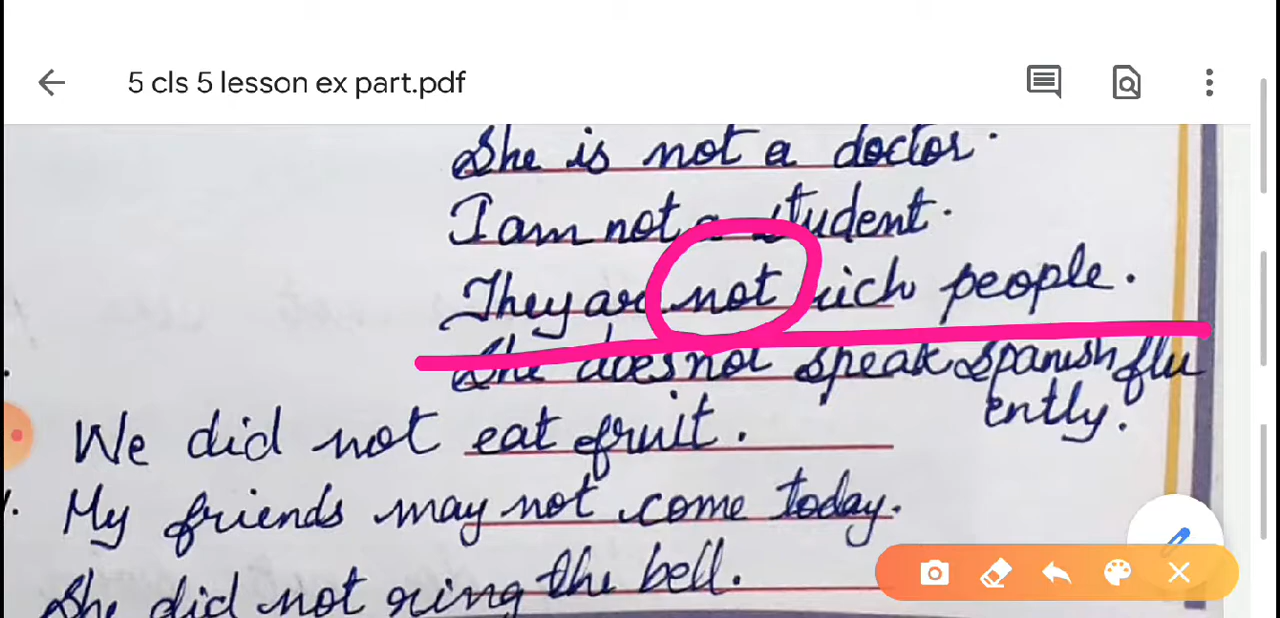 5 cls 5 lesson ex part.pdf
She is not a doctor.
I am not a student.
They are not rich people.
She does not speak Spanish flu
ently.
We did not eat fruit.
My friends may not come today.
She did not ring the bell.